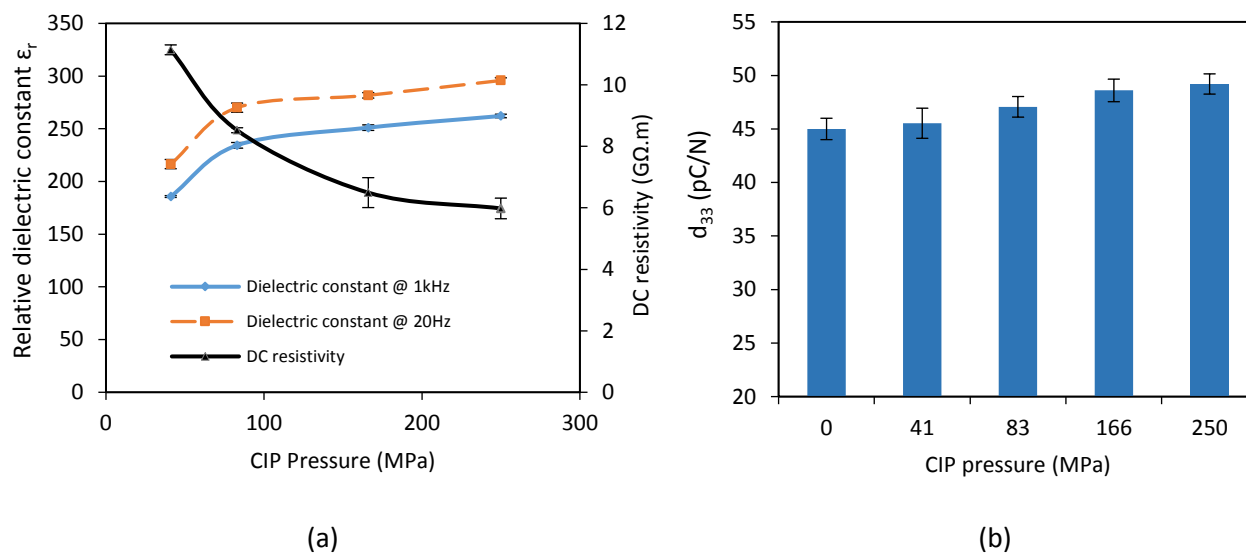 350
300
250
200
150
100
50
0
Relative dielectric constant εr
12
10
8
6
4
2
0
DC resistivity (GΩ.m)
Dielectric constant @ 1kHz
Dielectric constant @ 20Hz
DC resistivity
0 100 200 300
CIP Pressure (MPa)
(a)
55
50
45
40
35
30
25
20
d33 (pC/N)
0 41 83 166 250
CIP pressure (MPa)
(b)